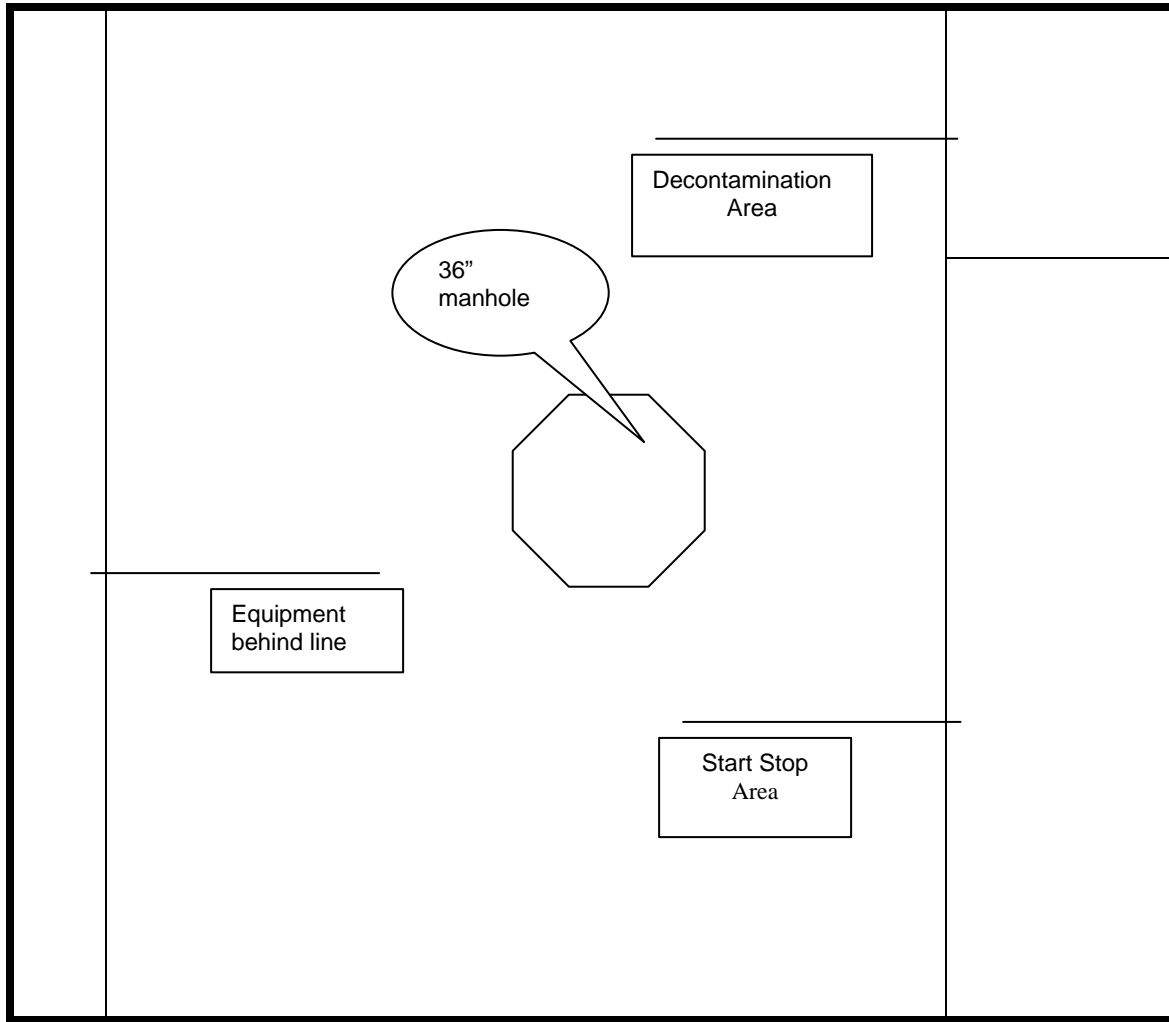 Decontamination
Area
36”
manhole
Equipment
behind line
Start Stop
Area